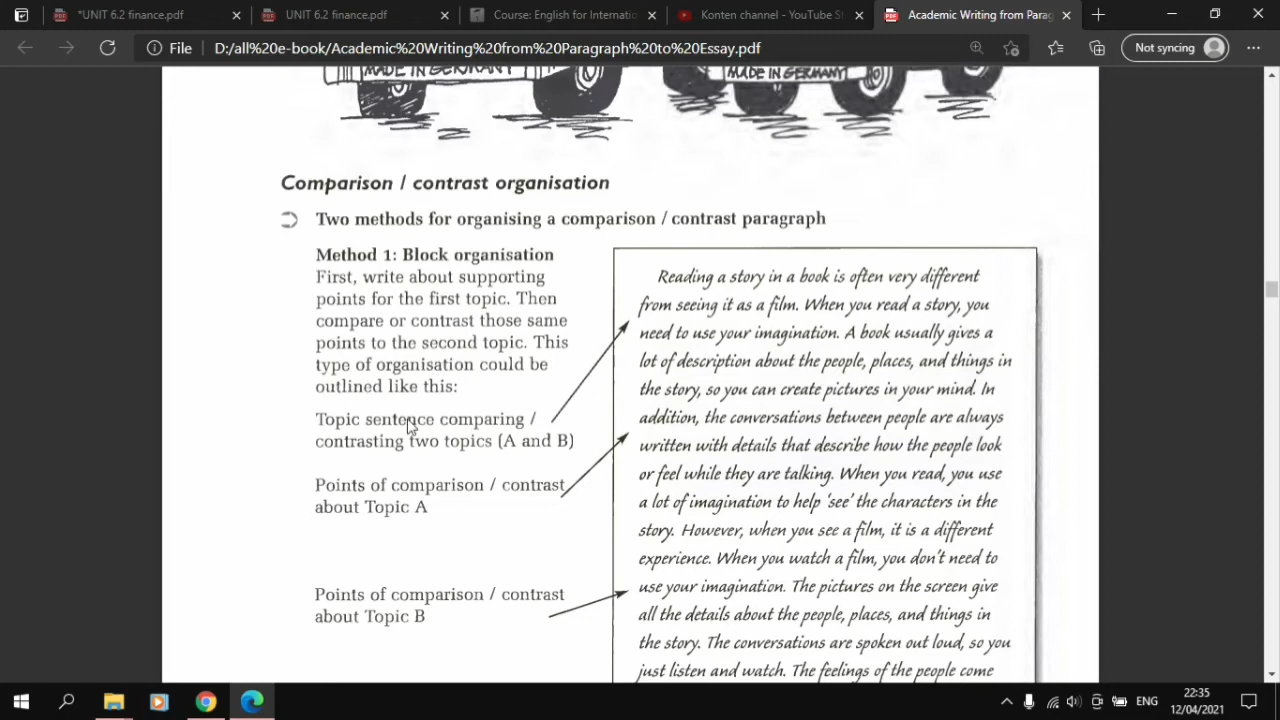 *UNIT 6.2 finance.pdf
UNIT 6.2 finance.pdf
Course: English for Internatio
Konten channel - YouTube St
Academic Writing from Parag
File
D:/all%20e-book/Academic%20Writing%20from%20Paragraph%20to%20Essay.pdf
Not syncing
MADE IN GERMANY
MADE IN GERMANY
Comparison / contrast organisation
Two methods for organising a comparison / contrast paragraph
Method 1: Block organisation
First, write about supporting
points for the first topic. Then
compare or contrast those same
points to the second topic. This
type of organisation could be
outlined like this:
Topic sentence comparing /
contrasting two topics (A and B)
Points of comparison / contrast
about Topic A
Points of comparison / contrast
about Topic B
Reading a story in a book is often very different
from seeing it as a film. When you read a story, you
need to use your imagination. A book usually gives a
lot of description about the people, places, and things in
the story, so you can create pictures in your mind. In
addition, the conversations between people are always
written with details that describe how the people look
or feel while they are talking. When you read, you use
a lot of imagination to help 'see' the characters in the
story. However, when you see a film, it is a different
experience. When you watch a film, you don't need to
use your imagination. The pictures on the screen give
all the details about the people, places, and things in
the story. The conversations are spoken out loud, so you
just listen and watch. The feelings of the people come
ENG
22:35
12/04/2021